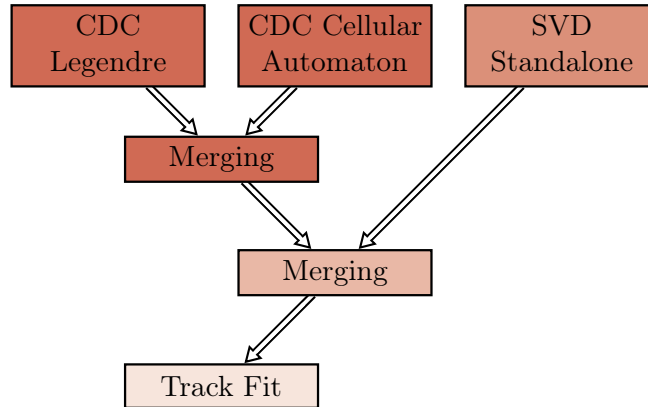 CDC
Legendre
CDC Cellular
Automaton
SVD
Standalone
Merging
Merging
Track Fit